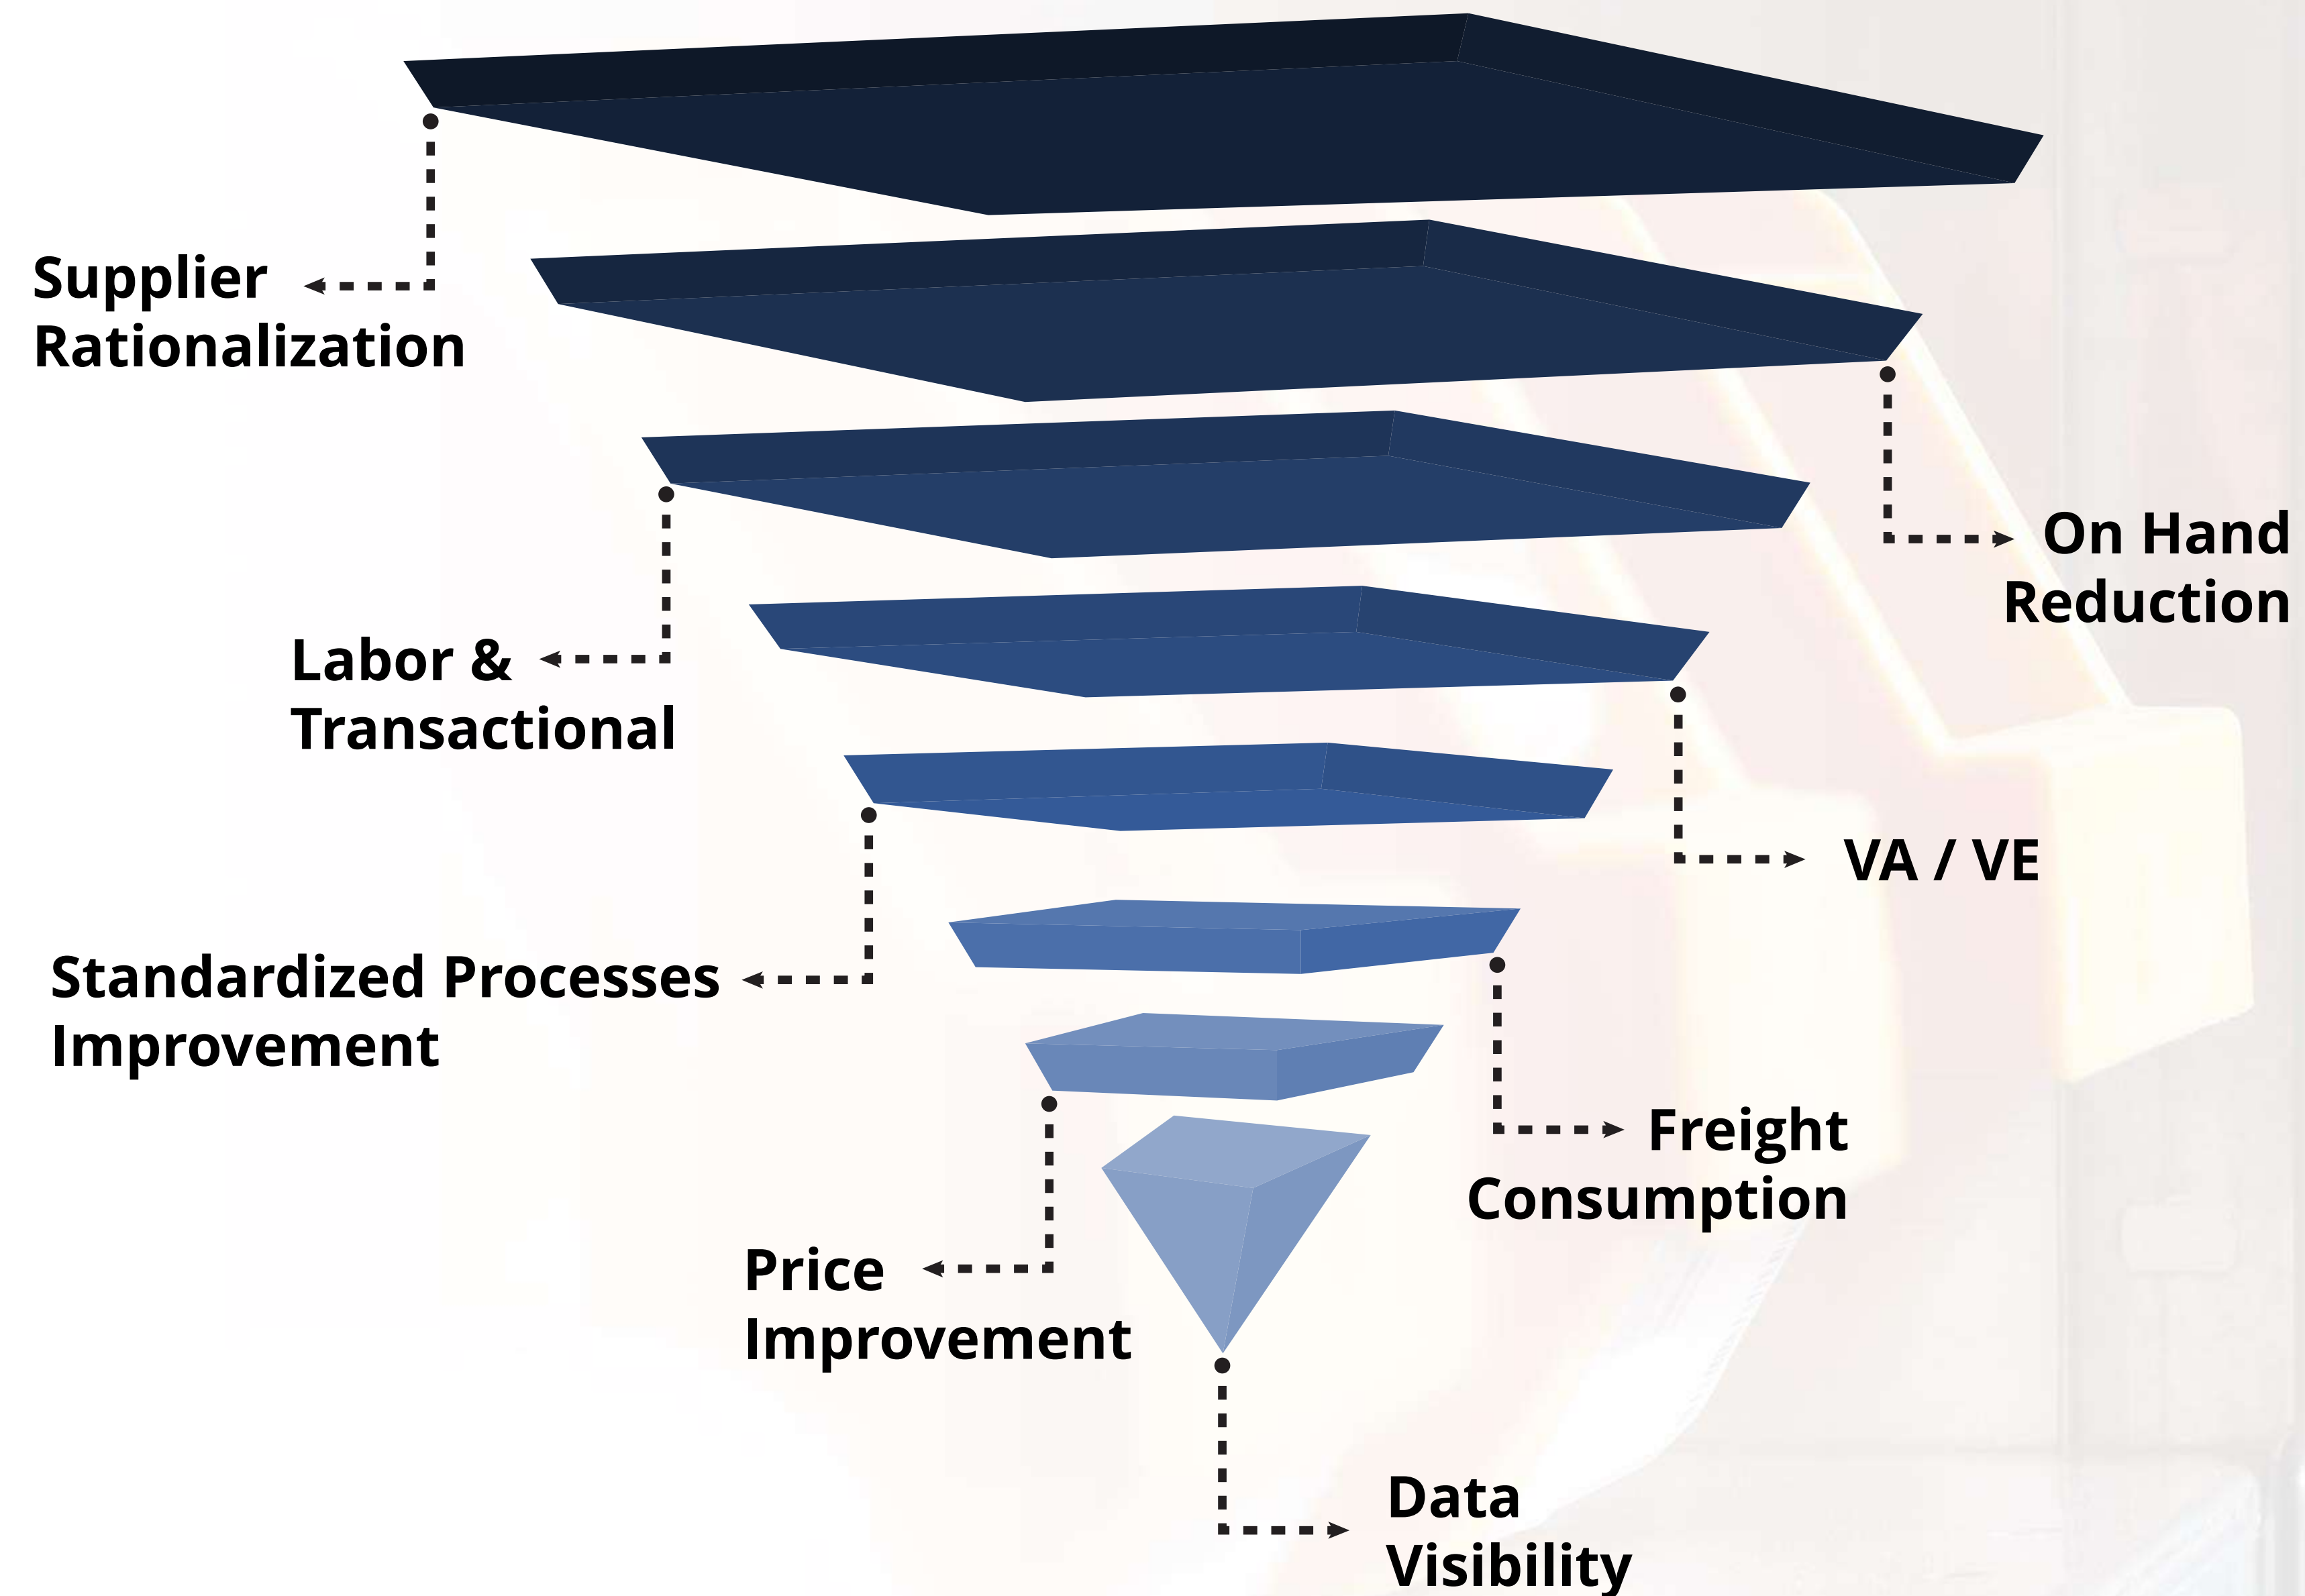 Supplier
Rationalization
On Hand
Reduction
Labor &
Transactional
VA / VE
Standardized Processes
Improvement
Freight
Consumption
Price
Improvement
Data
Visibility